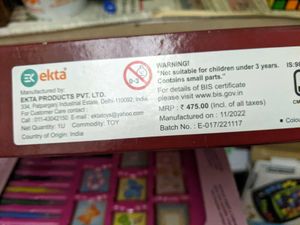 ekta
Manufactured by:
EKTA PRODUCTS PVT. LTD.
334, Patparganj Industrial Estate, Delhi-110092, India
For Customer care contact :
Call: 011-43042150 E-mail : ektatoys@yahoo.com
Net Quantity: 1U Commodity: TOY
Country of Origin: India
0-3
WARNING!
"Not suitable for children under 3 years.
Contains small parts."
For details of BIS certificate
please visit www.bis.gov.in
MRP : ₹ 475.00 (Incl. of all taxes)
Manufactured on : 11/2022
Batch No. : E-017/221117